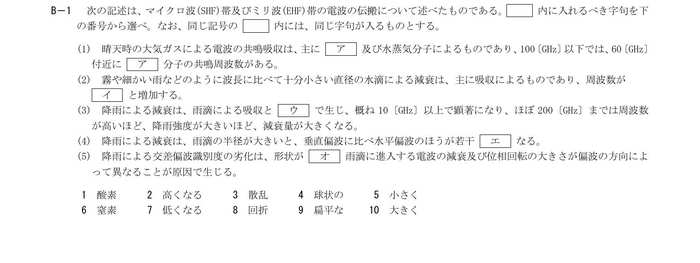 B－1　次の記述は、マイクロ波(SHF)帯及びミリ波(EHF)帯の電波の伝搬について述べたものである。　　　内に入れるべき字句を下
の番号から選べ。なお、同じ記号の　　　内には、同じ字句が入るものとする。
(1) 晴天時の大気ガスによる電波の共鳴吸収は、主に ア 及び水蒸気分子によるものであり、100〔GHz〕以下では、60〔GHz〕
付近に ア 分子の共鳴周波数がある。
(2) 霧や細かい雨などのように波長に比べて十分小さい直径の水滴による減衰は、主に吸収によるものであり、周波数が
イ と増加する。
(3) 降雨による減衰は、雨滴による吸収と ウ で生じ、概ね 10〔GHz〕以上で顕著になり、ほぼ 200〔GHz〕までは周波数
が高いほど、降雨強度が大きいほど、減衰量が大きくなる。
(4) 降雨による減衰は、雨滴の半径が大きいと、垂直偏波に比べ水平偏波のほうが若干 エ なる。
(5) 降雨による交差偏波識別度の劣化は、形状が オ 雨滴に進入する電波の減衰及び位相回転の大きさが偏波の方向によ
って異なることが原因で生じる。
1 酸素　2 高くなる　3 散乱　4 球状の　5 小さく
6 窒素　7 低くなる　8 回折　9 扁平な　10 大きく